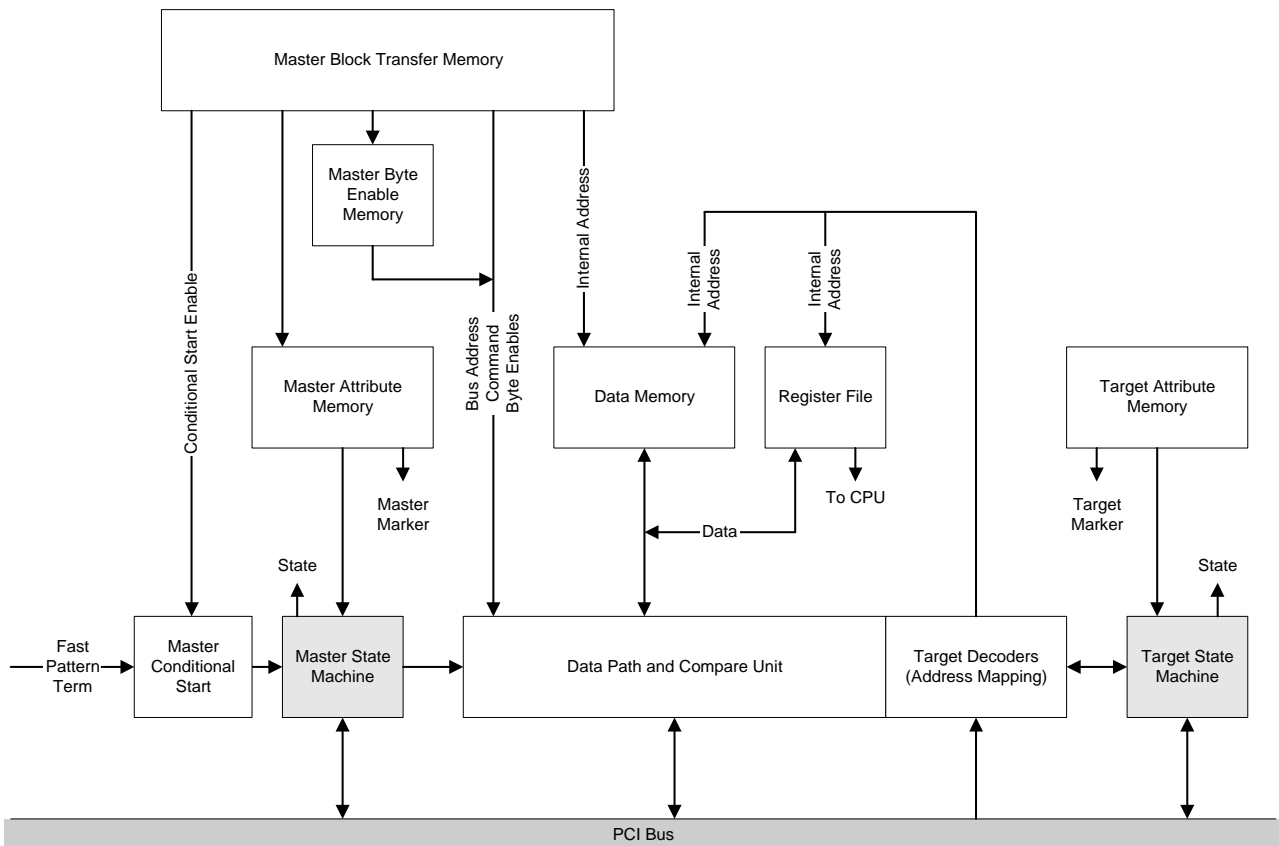 Master Block Transfer Memory
Master Byte
Enable
Memory
Conditional Start Enable
Internal Address
Internal
Address
Internal
Address
Bus Address
Command
Byte Enables
Master Attribute
Memory
Data Memory
Register File
Target Attribute
Memory
Master
Marker
To CPU
Target
Marker
Data
State
State
Fast
Pattern
Term
Master
Conditional
Start
Master State
Machine
Data Path and Compare Unit
Target Decoders
(Address Mapping)
Target State
Machine
PCI Bus